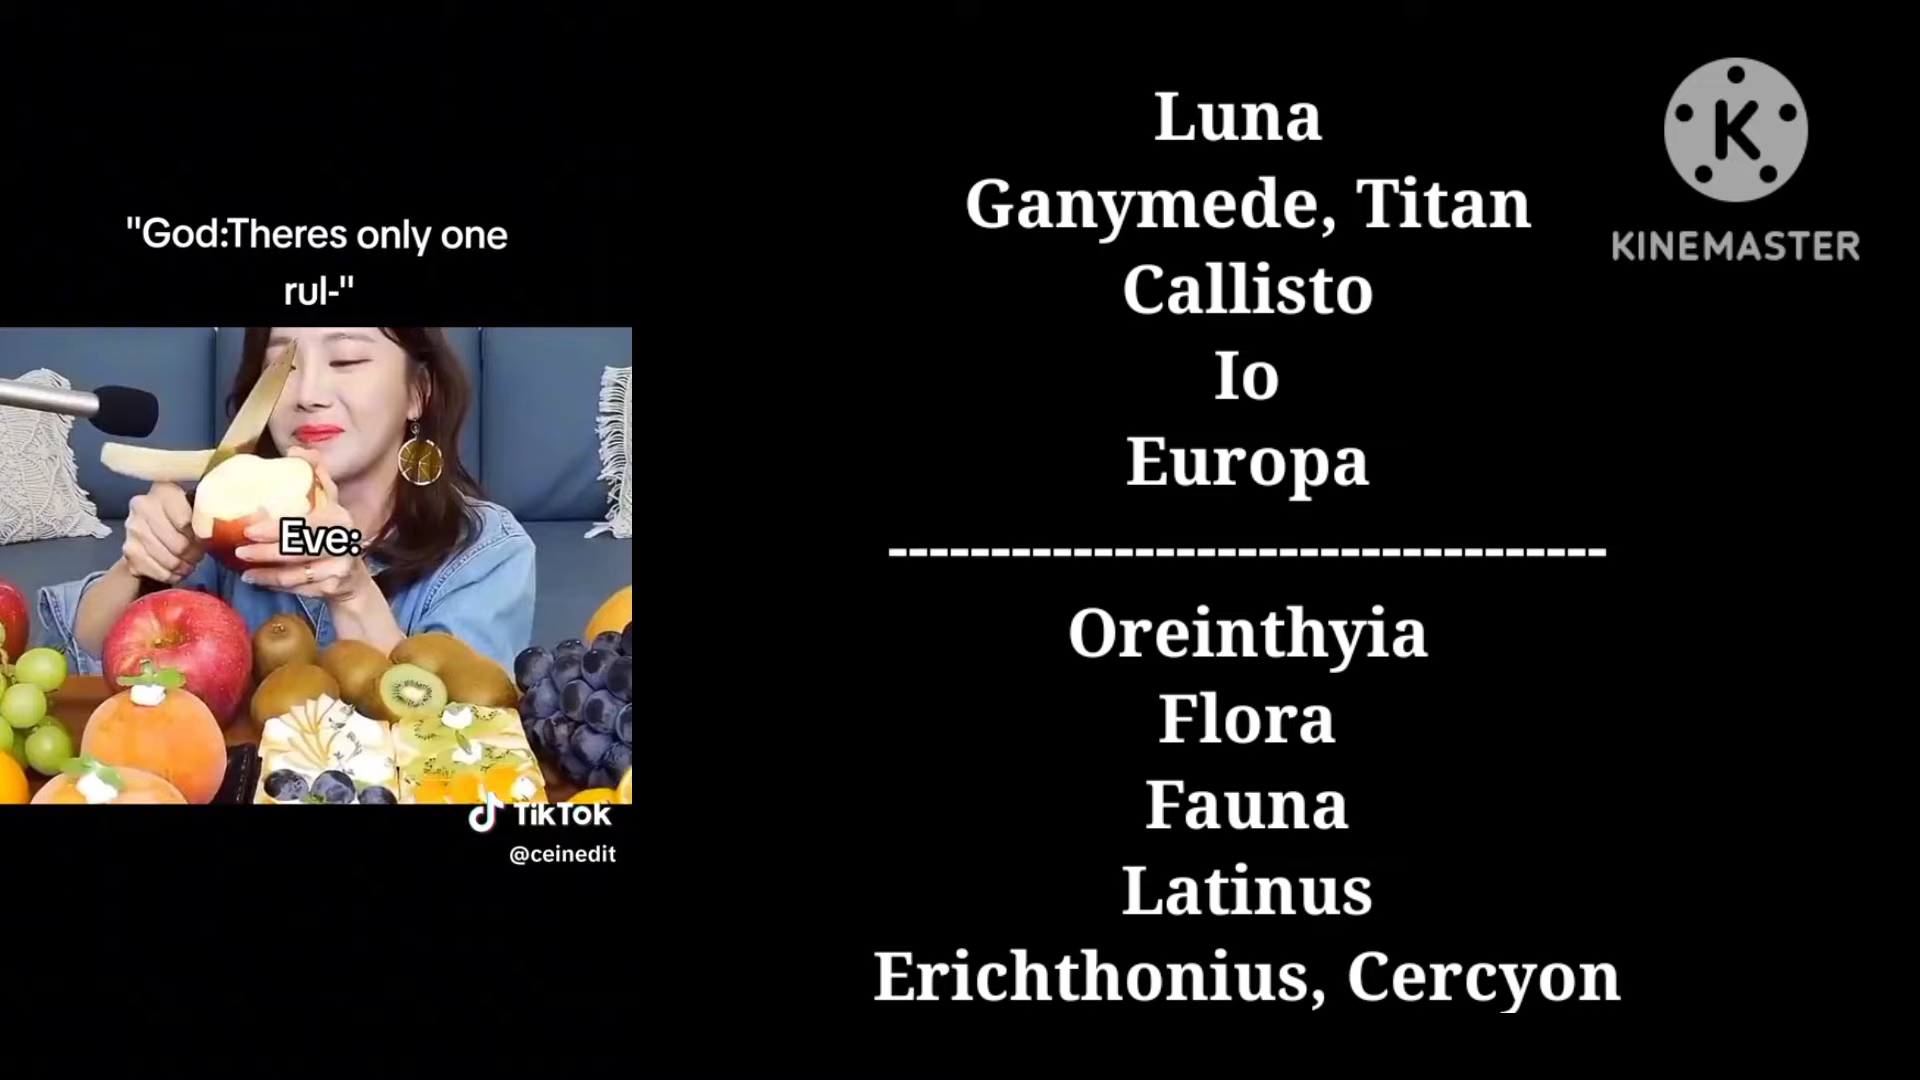 "God:Theres only one
rul-"
Eve:
TikTok
@ceinedit
Luna
Ganymede, Titan
Callisto
Io
Europa
-----------------------------------
Oreinthyia
Flora
Fauna
Latinus
Erichthonius, Cercyon
K
KINEMASTER